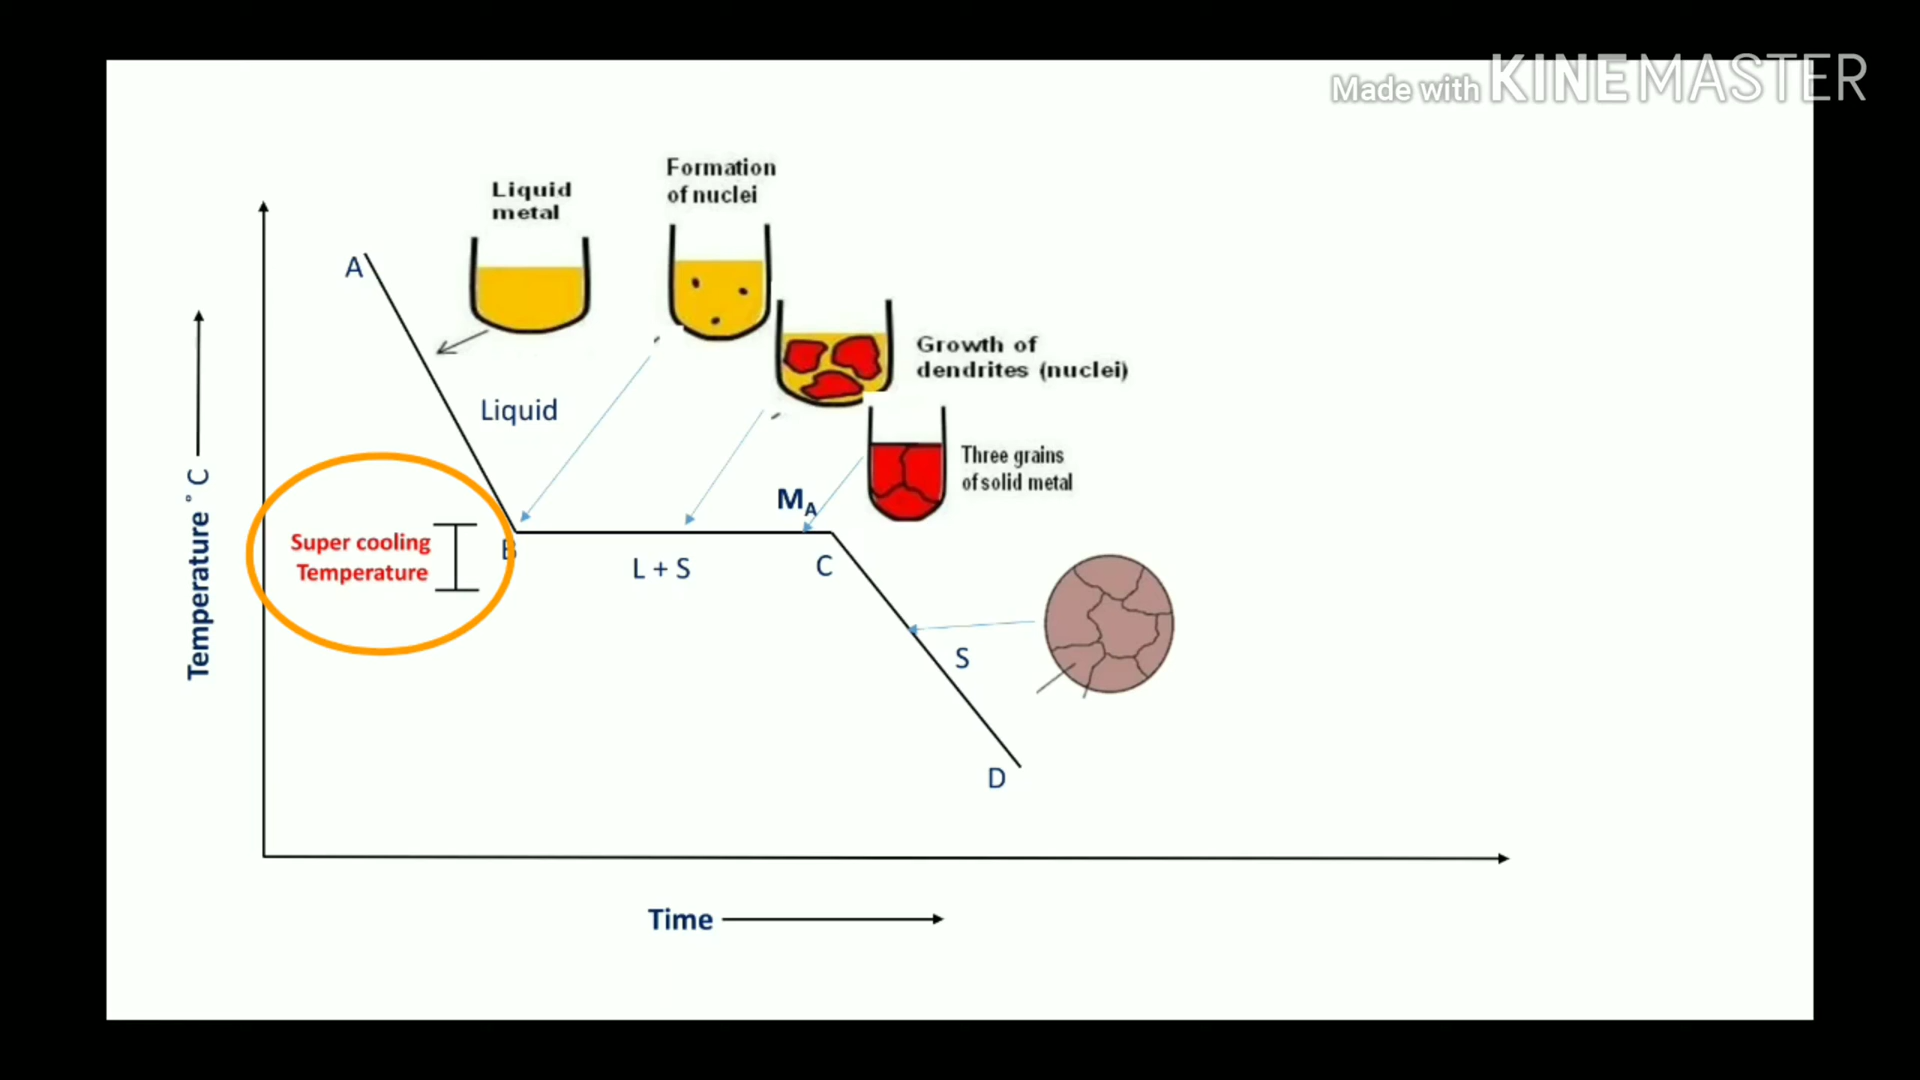 Made with KINEMASTER
Formation
of nuclei
Liquid
metal
A
Growth of
dendrites (nuclei)
Liquid
Three grains
of solid metal
MA
Super cooling
Temperature
B
L + S
C
S
D
Temperature ˚ C
Time